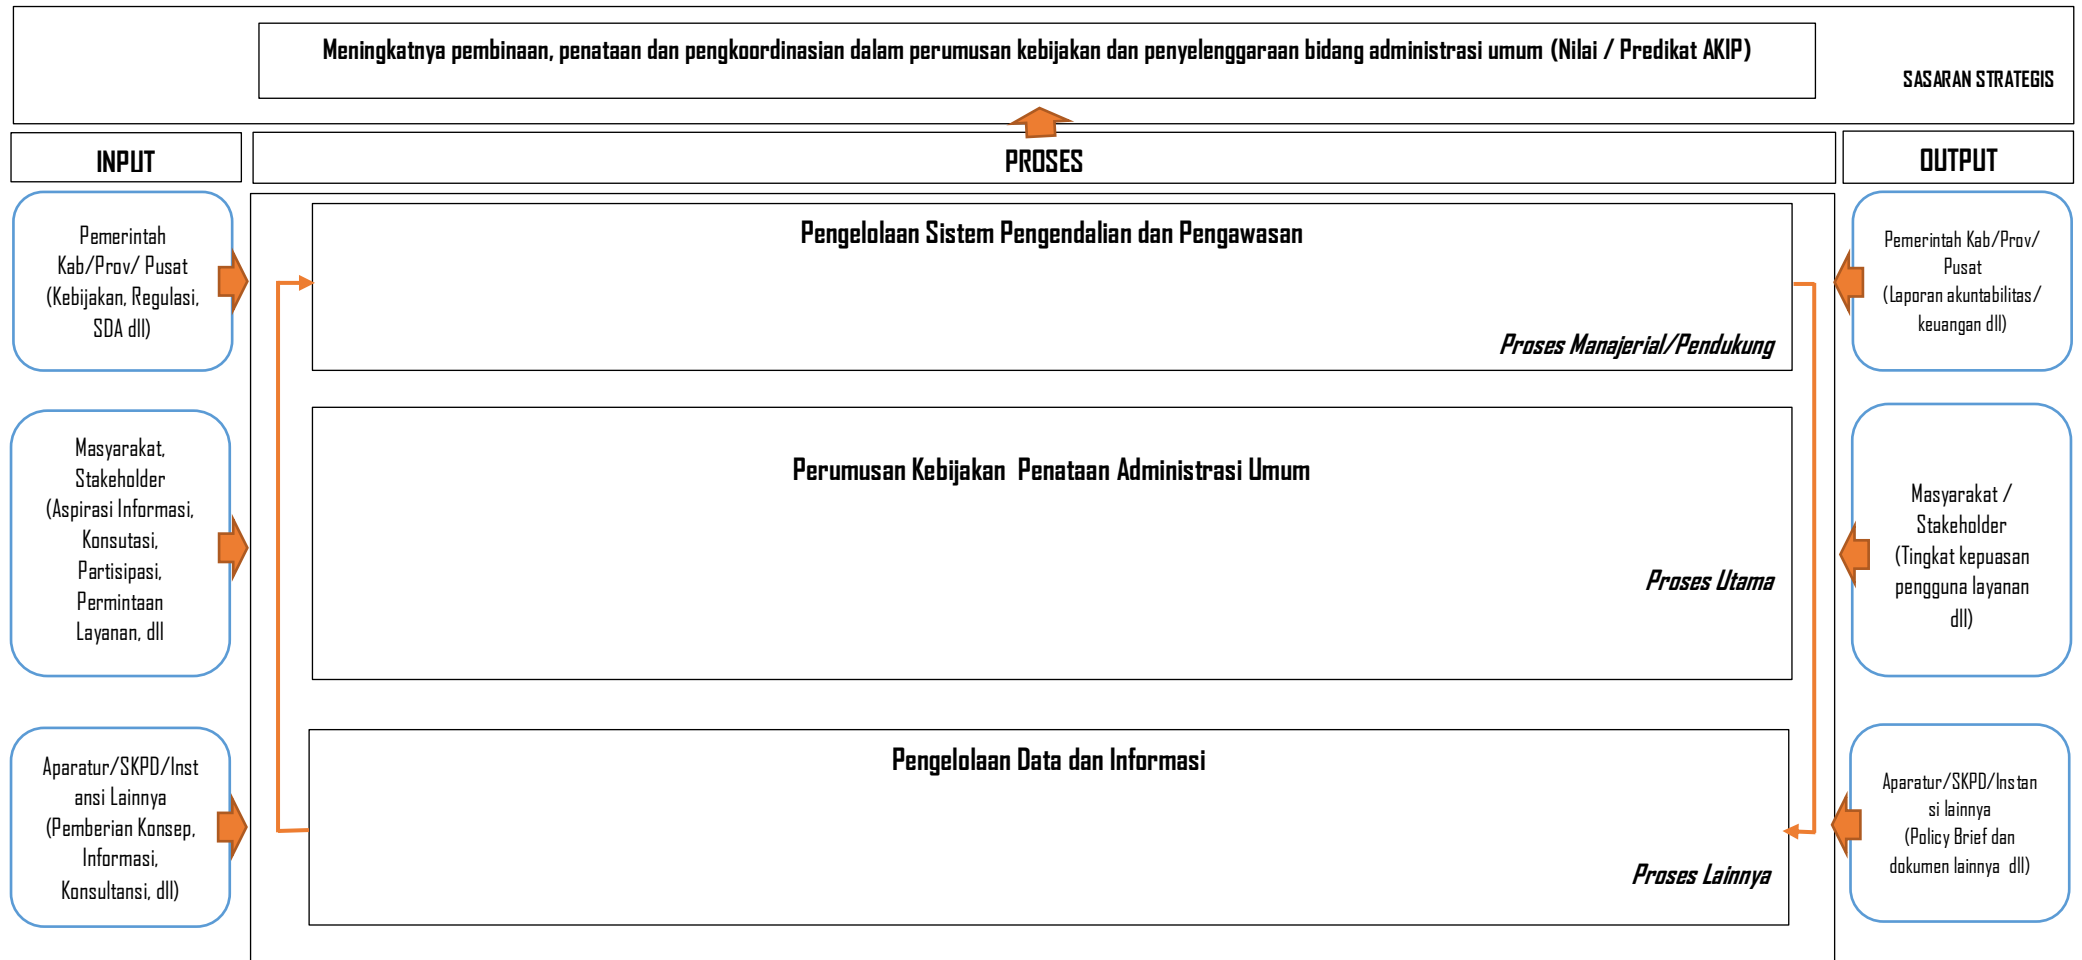 Meningkatnya pembinaan, penataan dan pengkoordinasian dalam perumusan kebijakan dan penyelenggaraan bidang administrasi umum (Nilai / Predikat AKIP)
SASARAN STRATEGIS
INPUT
PROSES
OUTPUT
Pemerintah
Kab/Prov/ Pusat
(Kebijakan, Regulasi,
SDA dll)
Masyarakat,
Stakeholder
(Aspirasi Informasi,
Konsutasi,
Partisipasi,
Permintaan
Layanan, dll
Aparatur/SKPD/Inst
ansi Lainnya
(Pemberian Konsep,
Informasi,
Konsultansi, dll)
Pengelolaan Sistem Pengendalian dan Pengawasan
Proses Manajerial/Pendukung
Perumusan Kebijakan  Penataan Administrasi Umum
Proses Utama
Pengelolaan Data dan Informasi
Proses Lainnya
Pemerintah Kab/Prov/
Pusat
(Laporan akuntabilitas/
keuangan dll)
Masyarakat /
Stakeholder
(Tingkat kepuasan
pengguna layanan
dll)
Aparatur/SKPD/Instan
si lainnya
(Policy Brief dan
dokumen lainnya  dll)